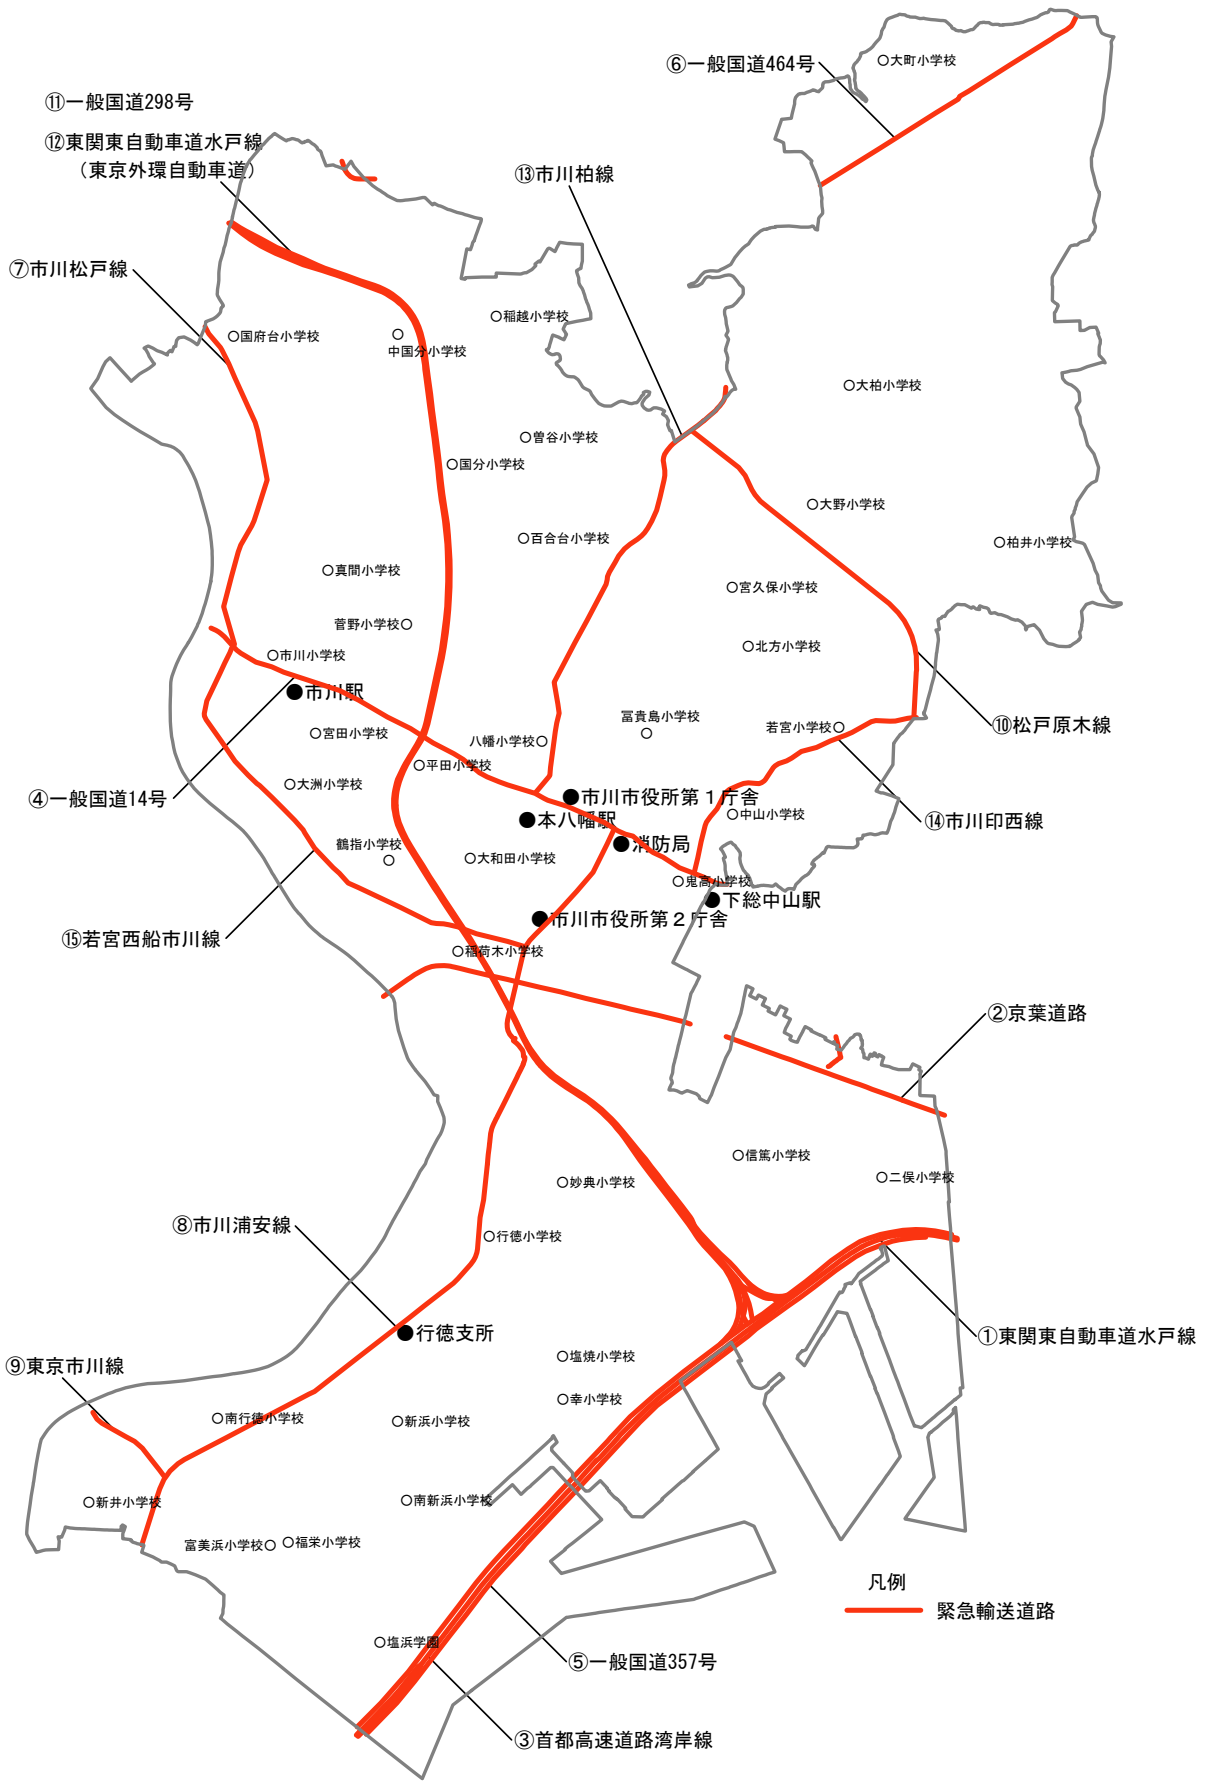 ○大町小学校
⑥一般国道464号
⑪一般国道298号
⑫東関東自動車道水戸線
（東京外環自動車道）
⑬市川柏線
⑦市川松戸線
○稲越小学校
○国府台小学校
○
中国分小学校
○大柏小学校
○曽谷小学校
○国分小学校
○大野小学校
○百合台小学校
○柏井小学校
○真間小学校
○宮久保小学校
菅野小学校○
○北方小学校
○市川小学校
●市川駅
冨貴島小学校
○
若宮小学校○
⑩松戸原木線
○宮田小学校
八幡小学校○
○平田小学校
○大洲小学校
④一般国道14号
●市川市役所第１庁舎
○中山小学校
●本八幡駅
⑭市川印西線
鶴指小学校
○
●消防局
○大和田小学校
○鬼高小学校
●下総中山駅
●市川市役所第２庁舎
⑮若宮西船市川線
○稲荷木小学校
②京葉道路
○信篤小学校
○二俣小学校
○妙典小学校
⑧市川浦安線
○行徳小学校
●行徳支所
①東関東自動車道水戸線
○塩焼小学校
⑨東京市川線
○幸小学校
○南行徳小学校
○新浜小学校
○新井小学校
○南新浜小学校
富美浜小学校○
○福栄小学校
凡例
緊急輸送道路
○塩浜学園
⑤一般国道357号
③首都高速道路湾岸線